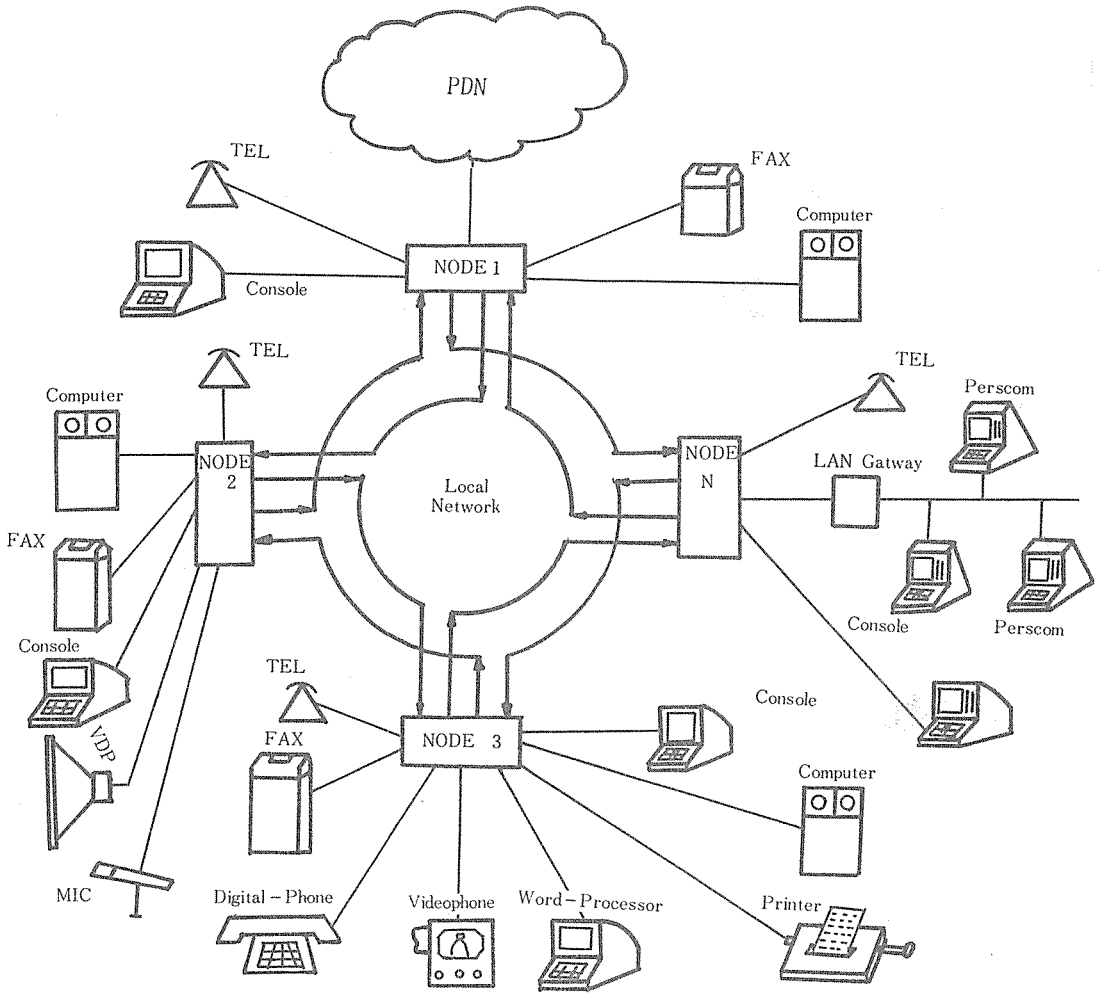 PDN
TEL
FAX
Computer
NODE 1
Console
TEL
TEL
Perscom
Computer
NODE
2
NODE
N
LAN Gatway
Local
Network
FAX
Console
Perscom
Console
VDP
TEL
Console
FAX
NODE 3
Computer
MIC
Digital-Phone
Videophone
Word-Processor
Printer